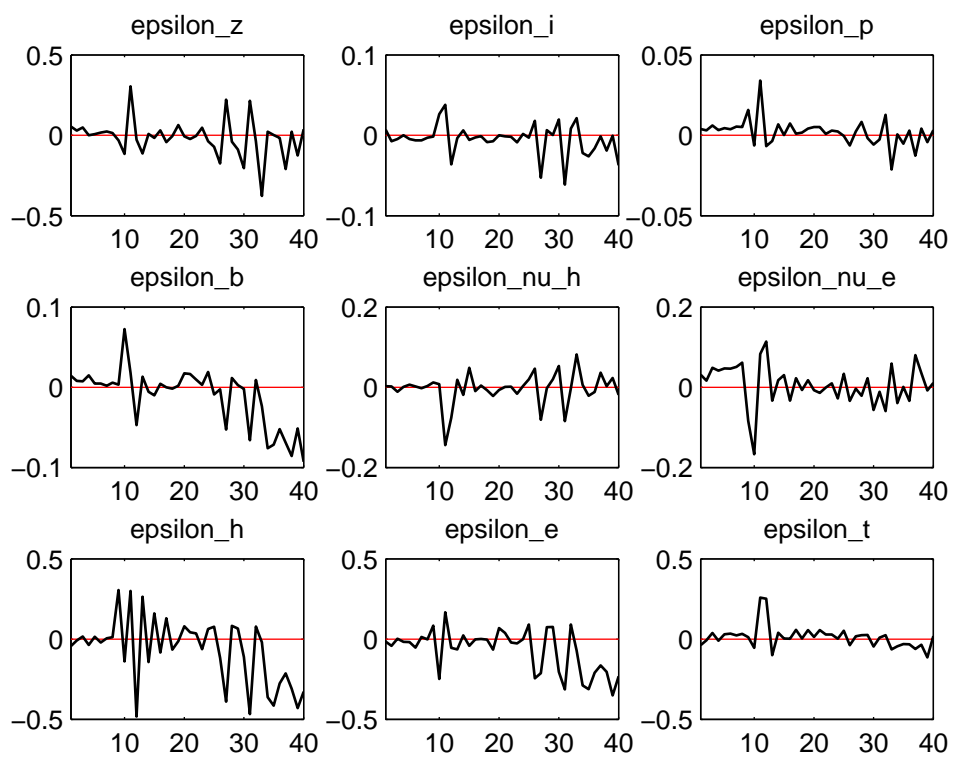 epsilon_z epsilon_i epsilon_p
0.5 0.1 0.05
0 0 0
−0.5 −0.1 −0.05
10 20 30 40 10 20 30 40 10 20 30 40
epsilon_b epsilon_nu_h epsilon_nu_e
0.1 0.2 0.2
0 0 0
−0.1 −0.2 −0.2
10 20 30 40 10 20 30 40 10 20 30 40
epsilon_h epsilon_e epsilon_t
0.5 0.5 0.5
0 0 0
−0.5 −0.5 −0.5
10 20 30 40 10 20 30 40 10 20 30 40